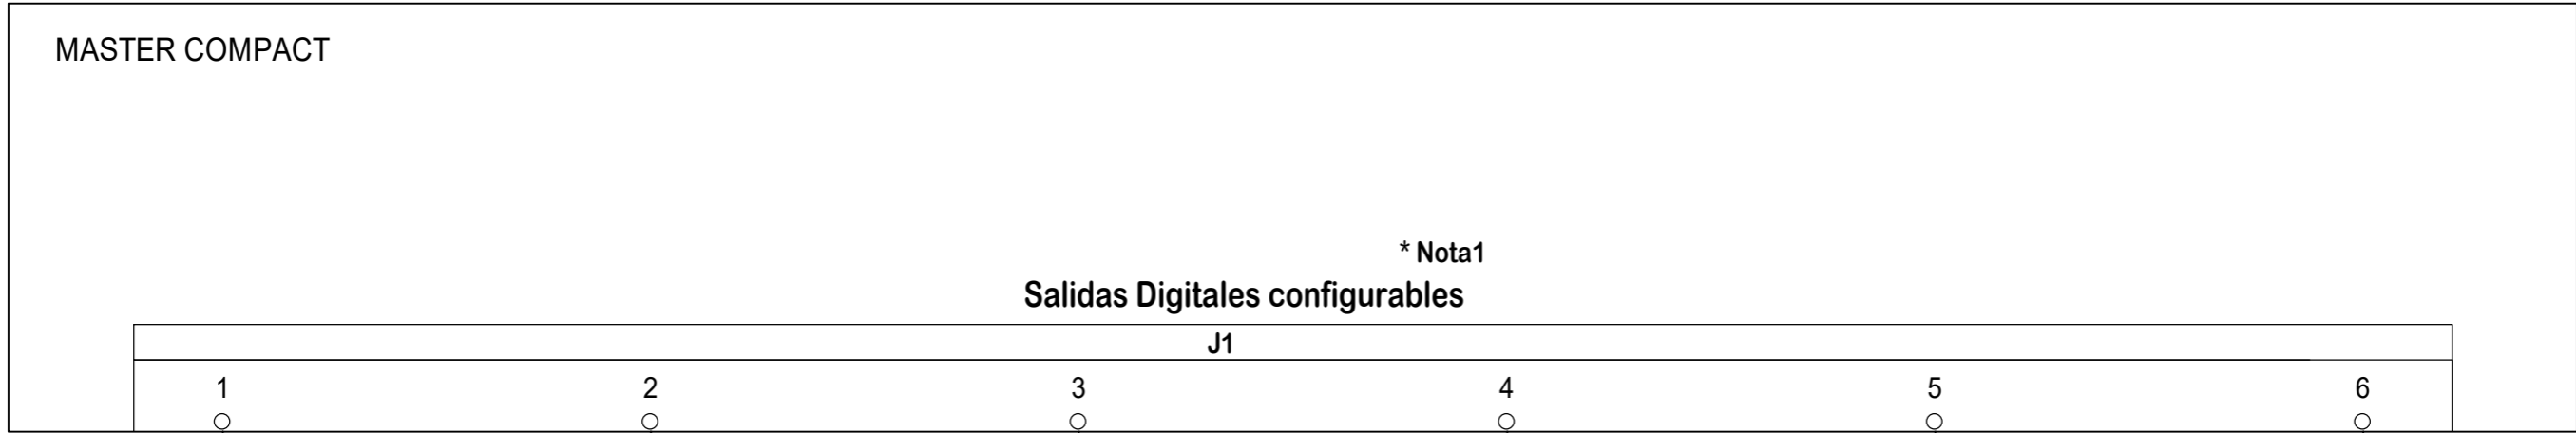 MASTER COMPACT
* Nota1
Salidas Digitales configurables
J1
1 2 3 4 5 6